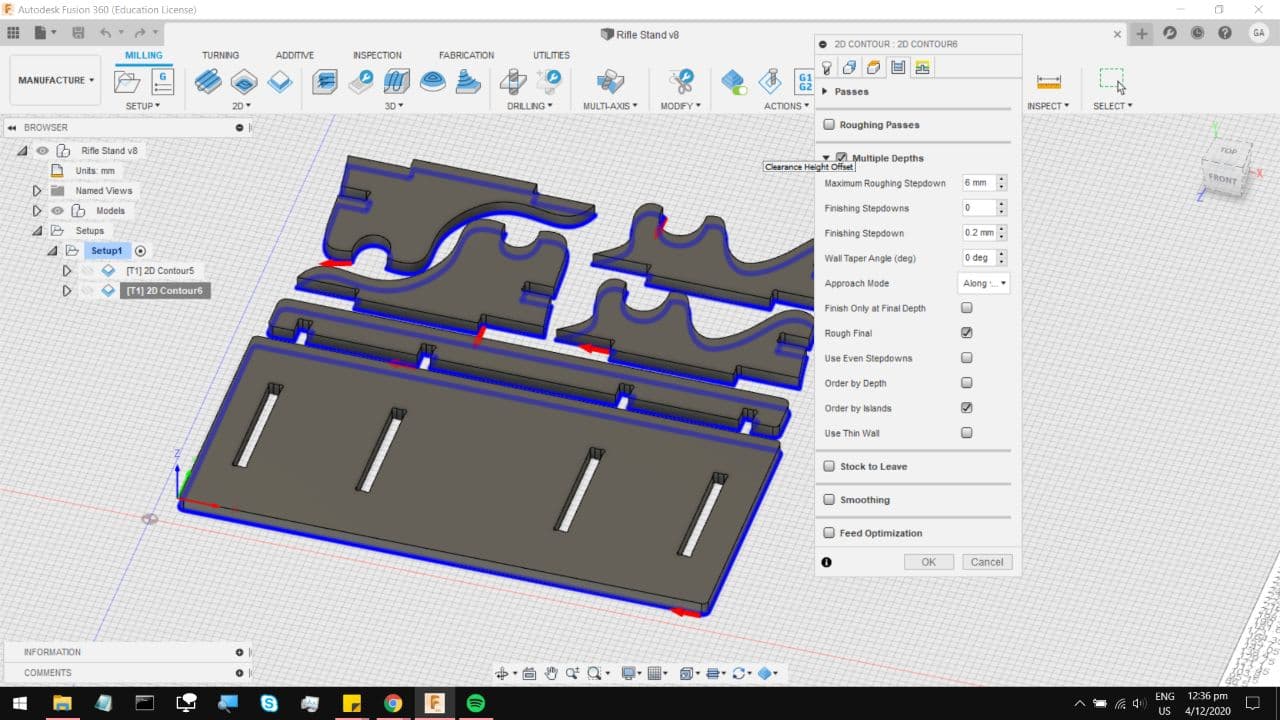 Autodesk Fusion 360 (Education License)
Rifle Stand v8
GA
MILLING
TURNING
ADDITIVE
INSPECTION
FABRICATION
UTILITIES
MANUFACTURE
G
G1
G2
SETUP
2D
3D
DRILLING
MULTI-AXIS
MODIFY
ACTIONS
INSPECT
SELECT
BROWSER
Rifle Stand v8
Units: mm
Named Views
Models
Setups
Setup1
[T1] 2D Contour5
[T1] 2D Contour6
2D CONTOUR : 2D CONTOUR6
Passes
Roughing Passes
Multiple Depths
Clearance Height Offset
Maximum Roughing Stepdown 6 mm
Finishing Stepdowns 0
Finishing Stepdown 0.2 mm
Wall Taper Angle (deg) 0 deg
Approach Mode Along
Finish Only at Final Depth
Rough Final
Use Even Stepdowns
Order by Depth
Order by Islands
Use Thin Wall
Stock to Leave
Smoothing
Feed Optimization
OK Cancel
TOP
FRONT
X
Y
Z
Z
INFORMATION
COMMENTS
ENG
US
12:36 pm
4/12/2020